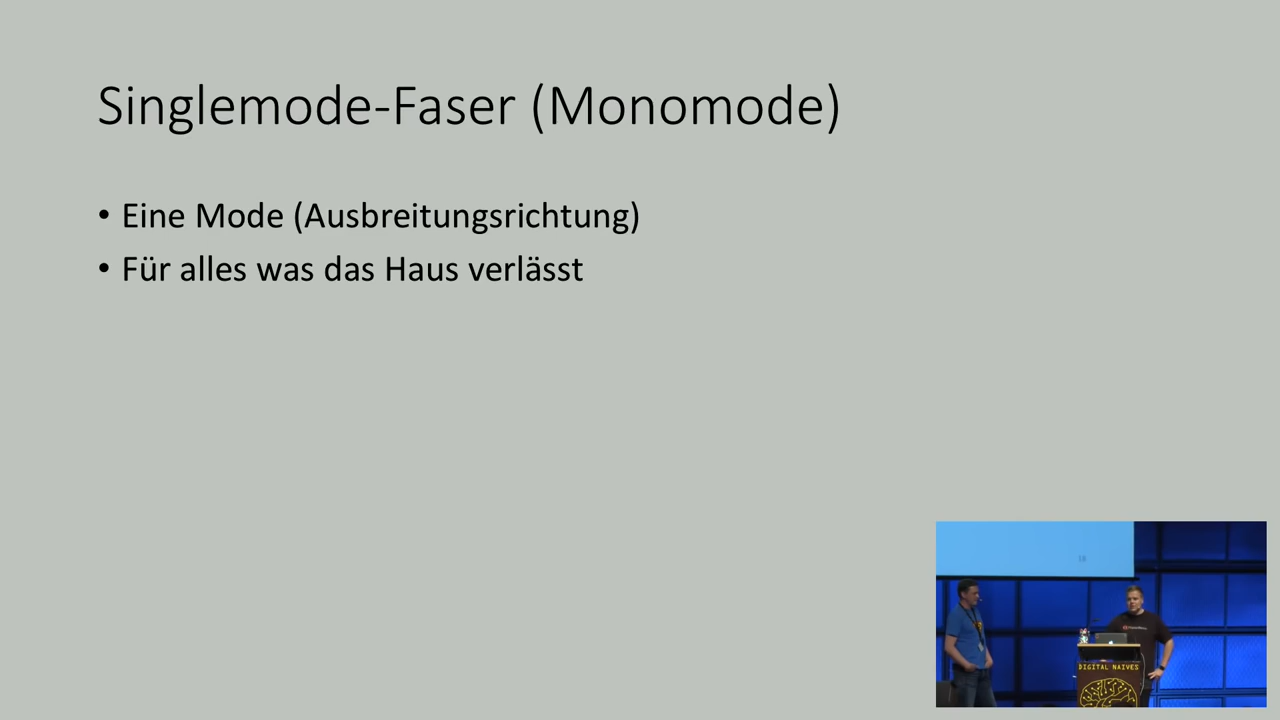 Singlemode-Faser (Monomode)
• Eine Mode (Ausbreitungsrichtung)
• Für alles was das Haus verlässt
DIGITAL NAIVES